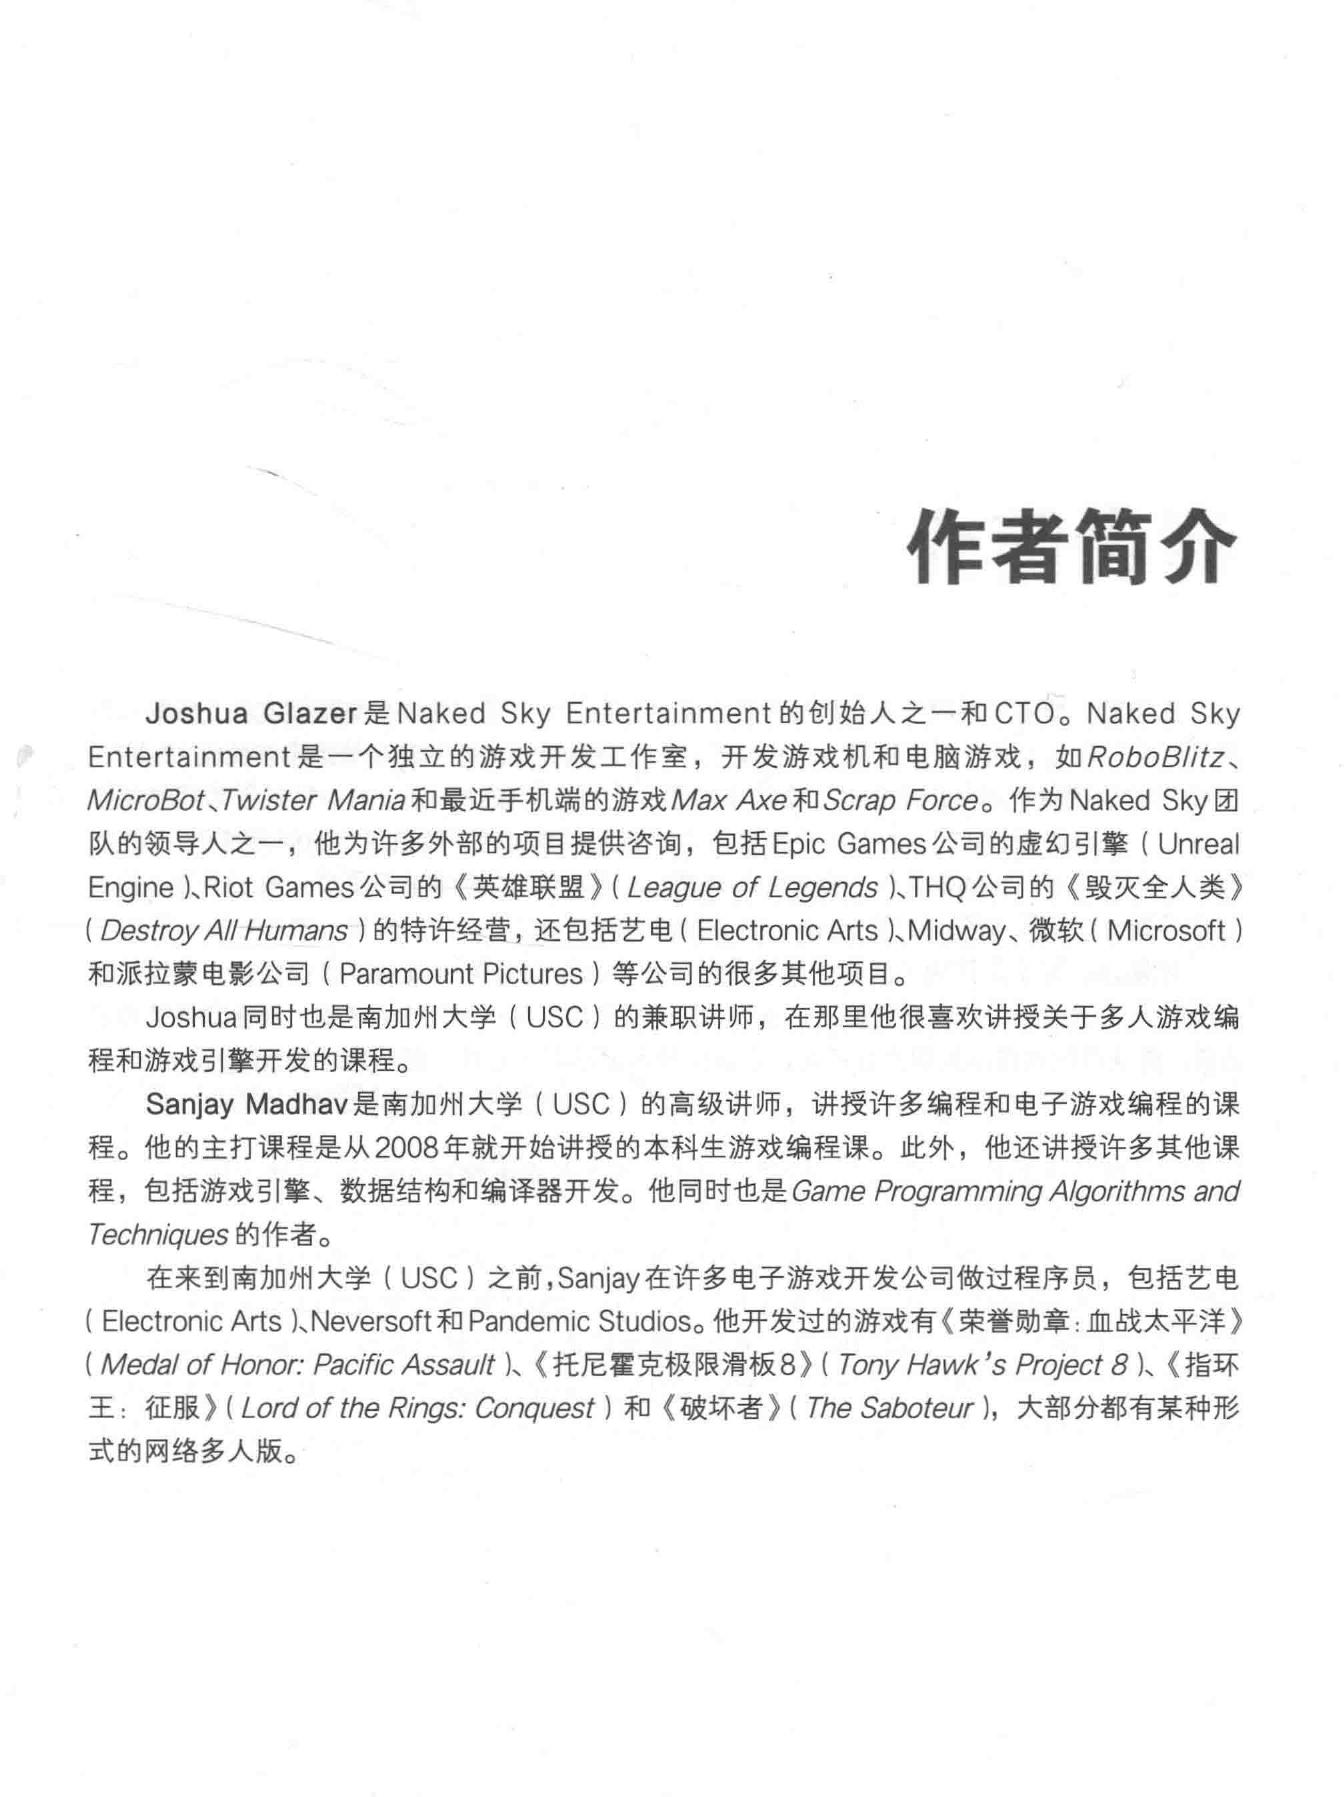 作者简介
Joshua Glazer是Naked Sky Entertainment的创始人之一和CTO。Naked Sky
Entertainment是一个独立的游戏开发工作室，开发游戏机和电脑游戏，如RoboBlitz、
MicroBot、Twister Mania和最近手机端的游戏Max Axe和Scrap Force。作为Naked Sky团
队的领导人之一，他为许多外部的项目提供咨询，包括Epic Games公司的虚幻引擎（Unreal
Engine）、Riot Games公司的《英雄联盟》（League of Legends）、THQ公司的《毁灭全人类》
（Destroy All Humans）的特许经营，还包括艺电（Electronic Arts）、Midway、微软（Microsoft）
和派拉蒙电影公司（Paramount Pictures）等公司的很多其他项目。
Joshua同时也是南加州大学（USC）的兼职讲师，在那里他很喜欢讲授关于多人游戏编
程和游戏引擎开发的课程。
Sanjay Madhav是南加州大学（USC）的高级讲师，讲授许多编程和电子游戏编程的课
程。他的主打课程是从2008年就开始讲授的本科生游戏编程课。此外，他还讲授许多其他课
程，包括游戏引擎、数据结构和编译器开发。他同时也是Game Programming Algorithms and
Techniques的作者。
在来到南加州大学（USC）之前，Sanjay在许多电子游戏开发公司做过程序员，包括艺电
（Electronic Arts）、Neversoft和Pandemic Studios。他开发过的游戏有《荣誉勋章：血战太平洋》
（Medal of Honor: Pacific Assault）、《托尼霍克极限滑板8》（Tony Hawk's Project 8）、《指环
王：征服》（Lord of the Rings: Conquest）和《破坏者》（The Saboteur），大部分都有某种形
式的网络多人版。